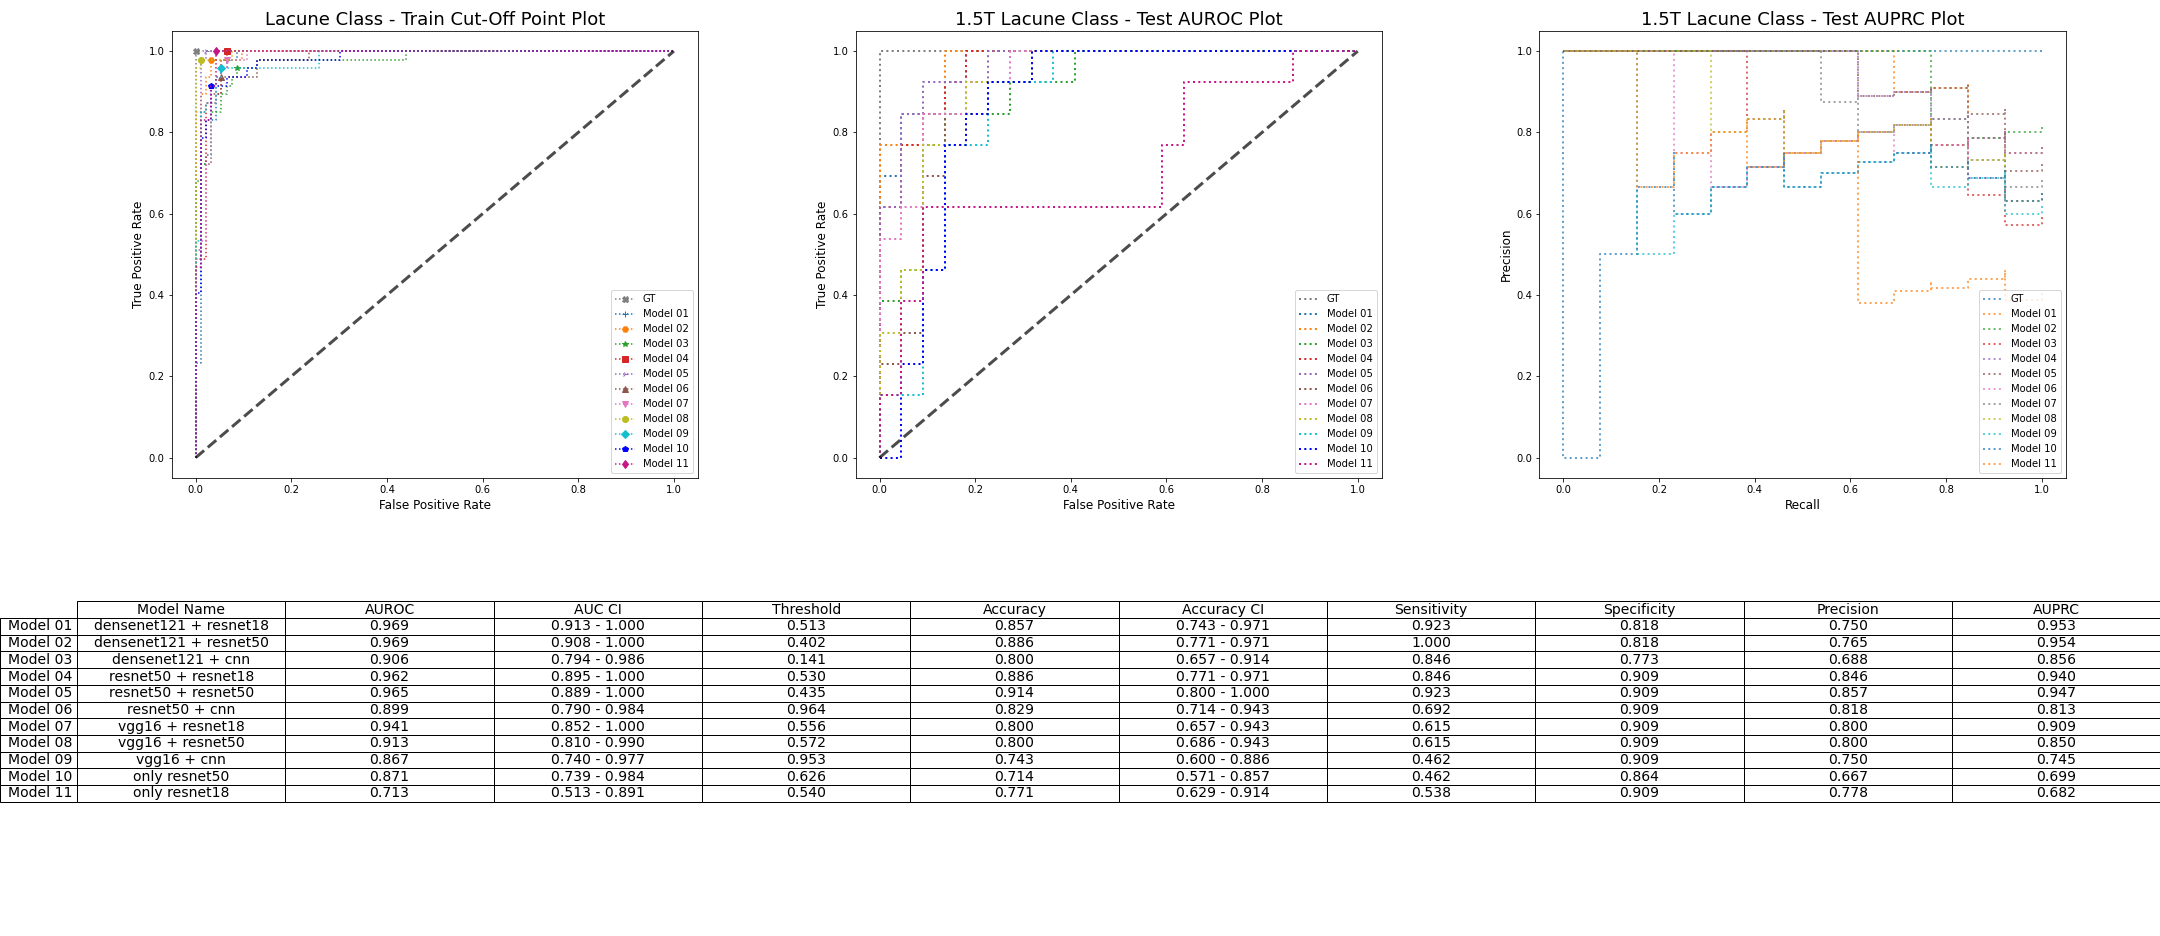 Lacune Class - Train Cut-Off Point Plot
1.0
0.8
0.6
0.4
0.2
0.0
True Positive Rate
0.0 0.2 0.4 0.6 0.8 1.0
False Positive Rate
GT
Model 01
Model 02
Model 03
Model 04
Model 05
Model 06
Model 07
Model 08
Model 09
Model 10
Model 11
1.5T Lacune Class - Test AUROC Plot
1.0
0.8
0.6
0.4
0.2
0.0
True Positive Rate
0.0 0.2 0.4 0.6 0.8 1.0
False Positive Rate
GT
Model 01
Model 02
Model 03
Model 04
Model 05
Model 06
Model 07
Model 08
Model 09
Model 10
Model 11
1.5T Lacune Class - Test AUPRC Plot
1.0
0.8
0.6
0.4
0.2
0.0
Precision
0.0 0.2 0.4 0.6 0.8 1.0
Recall
GT
Model 01
Model 02
Model 03
Model 04
Model 05
Model 06
Model 07
Model 08
Model 09
Model 10
Model 11
Model Name AUROC AUC CI Threshold Accuracy Accuracy CI Sensitivity Specificity Precision AUPRC
Model 01 densenet121 + resnet18 0.969 0.913 - 1.000 0.513 0.857 0.743 - 0.971 0.923 0.818 0.750 0.953
Model 02 densenet121 + resnet50 0.969 0.908 - 1.000 0.402 0.886 0.771 - 0.971 1.000 0.818 0.765 0.954
Model 03 densenet121 + cnn 0.906 0.794 - 0.986 0.141 0.800 0.657 - 0.914 0.846 0.773 0.688 0.856
Model 04 resnet50 + resnet18 0.962 0.895 - 1.000 0.530 0.886 0.771 - 0.971 0.846 0.909 0.846 0.940
Model 05 resnet50 + resnet50 0.965 0.889 - 1.000 0.435 0.914 0.800 - 1.000 0.923 0.909 0.857 0.947
Model 06 resnet50 + cnn 0.899 0.790 - 0.984 0.964 0.829 0.714 - 0.943 0.692 0.909 0.818 0.813
Model 07 vgg16 + resnet18 0.941 0.852 - 1.000 0.556 0.800 0.657 - 0.943 0.615 0.909 0.800 0.909
Model 08 vgg16 + resnet50 0.913 0.810 - 0.990 0.572 0.800 0.686 - 0.943 0.615 0.909 0.800 0.850
Model 09 vgg16 + cnn 0.867 0.740 - 0.977 0.953 0.743 0.600 - 0.886 0.462 0.909 0.750 0.745
Model 10 only resnet50 0.871 0.739 - 0.984 0.626 0.714 0.571 - 0.857 0.462 0.864 0.667 0.699
Model 11 only resnet18 0.713 0.513 - 0.891 0.540 0.771 0.629 - 0.914 0.538 0.909 0.778 0.682